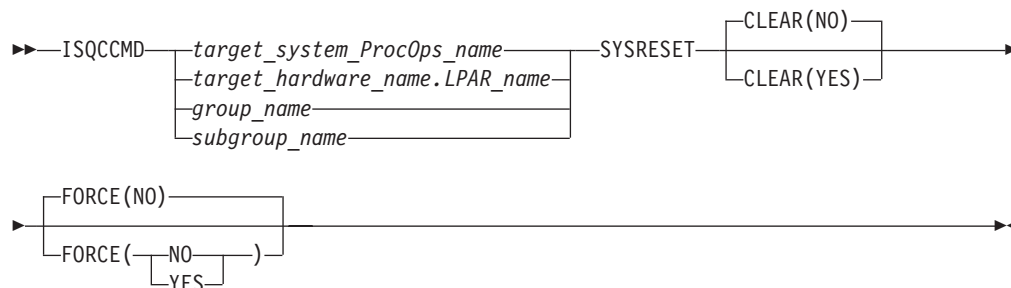 CLEAR(NO)
ISQCCMD target_system_ProcOps_name SYSRESET
target_hardware_name.LPAR_name CLEAR(YES)
group_name
subgroup_name
FORCE(NO)
FORCE( NO )
YES